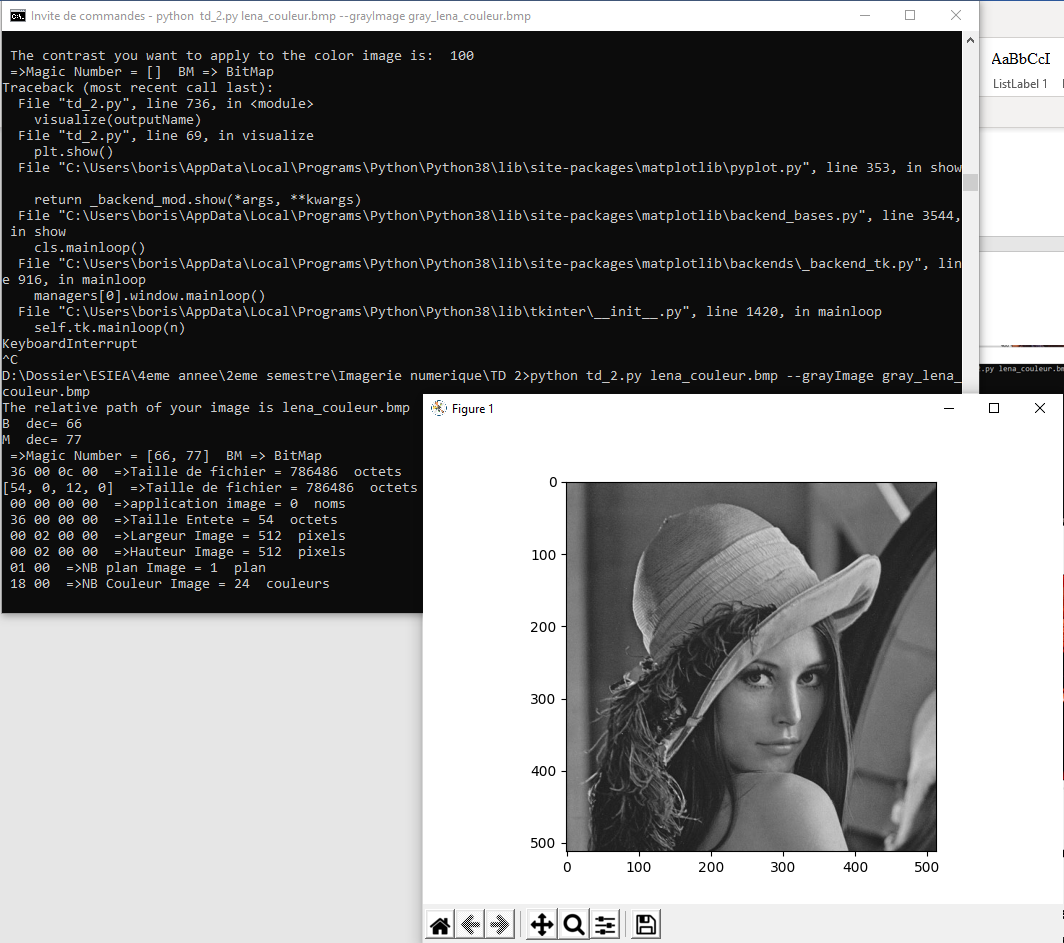 Invite de commandes - python  td_2.py lena_couleur.bmp --grayImage gray_lena_couleur.bmp
The contrast you want to apply to the color image is:  100
=>Magic Number = []  BM => BitMap
Traceback (most recent call last):
File "td_2.py", line 736, in <module>
visualize(outputName)
File "td_2.py", line 69, in visualize
plt.show()
File "C:\Users\boris\AppData\Local\Programs\Python\Python38\lib\site-packages\matplotlib\pyplot.py", line 353, in show
return _backend_mod.show(*args, **kwargs)
File "C:\Users\boris\AppData\Local\Programs\Python\Python38\lib\site-packages\matplotlib\backend_bases.py", line 3544,
in show
cls.mainloop()
File "C:\Users\boris\AppData\Local\Programs\Python\Python38\lib\site-packages\matplotlib\backends\_backend_tk.py", lin
e 916, in mainloop
managers[0].window.mainloop()
File "C:\Users\boris\AppData\Local\Programs\Python\Python38\lib\tkinter\__init__.py", line 1420, in mainloop
self.tk.mainloop(n)
KeyboardInterrupt
^C
D:\Dossier\ESIEA\4eme annee\2eme semestre\Imagerie numerique\TD 2>python td_2.py lena_couleur.bmp --grayImage gray_lena_
couleur.bmp
The relative path of your image is lena_couleur.bmp
B  dec= 66
M  dec= 77
=>Magic Number = [66, 77]  BM => BitMap
36 00 0c 00  =>Taille de fichier = 786486  octets
[54, 0, 12, 0]  =>Taille de fichier = 786486  octets
00 00 00 00  =>application image = 0  noms
36 00 00 00  =>Taille Entete = 54  octets
00 02 00 00  =>Largeur Image = 512  pixels
00 02 00 00  =>Hauteur Image = 512  pixels
01 00  =>NB plan Image = 1  plan
18 00  =>NB Couleur Image = 24  couleurs
AaBbCcI
ListLabel 1
.py lena_couleur.bm
Figure 1
0
100
200
300
400
500
0 100 200 300 400 500